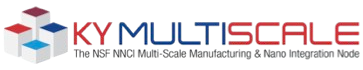 KY MULTISCALE
The NSF NNCI Multi-Scale Manufacturing & Nano Integration Node